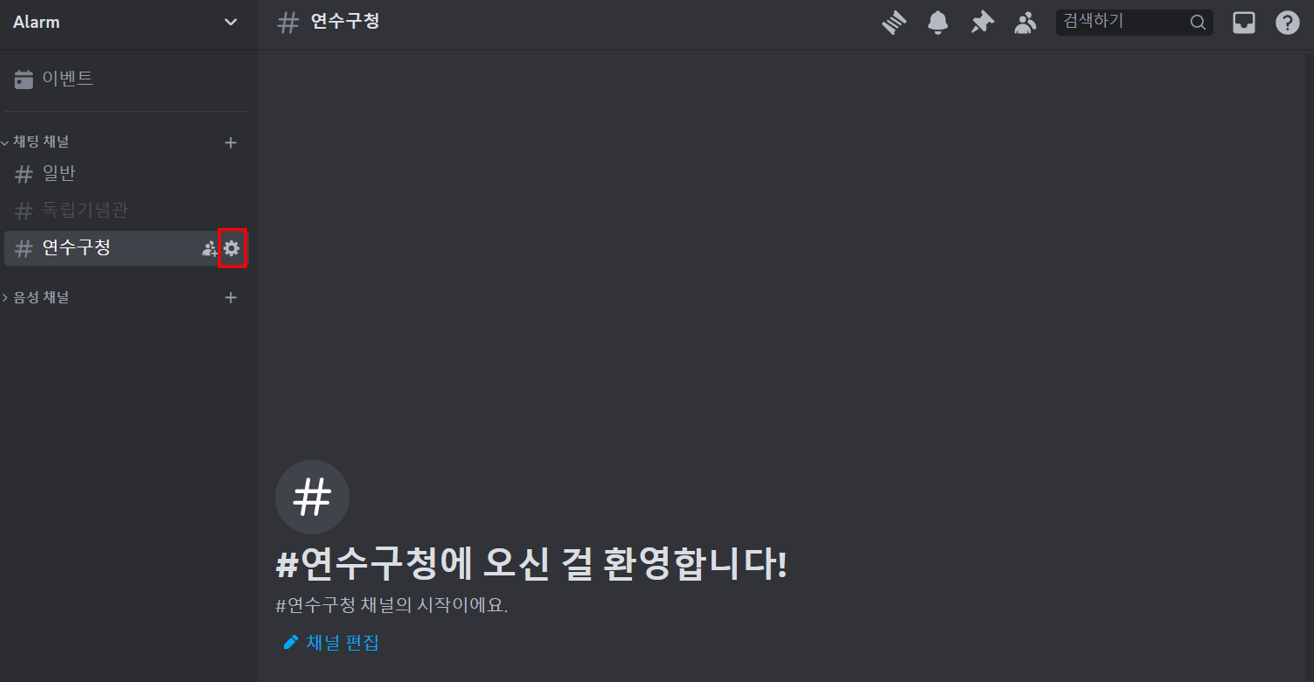 Alarm
# 연수구청
검색하기
이벤트
채팅 채널
# 일반
# 독립기념관
# 연수구청
음성 채널
#
#연수구청에 오신 걸 환영합니다!
#연수구청 채널의 시작이에요.
채널 편집